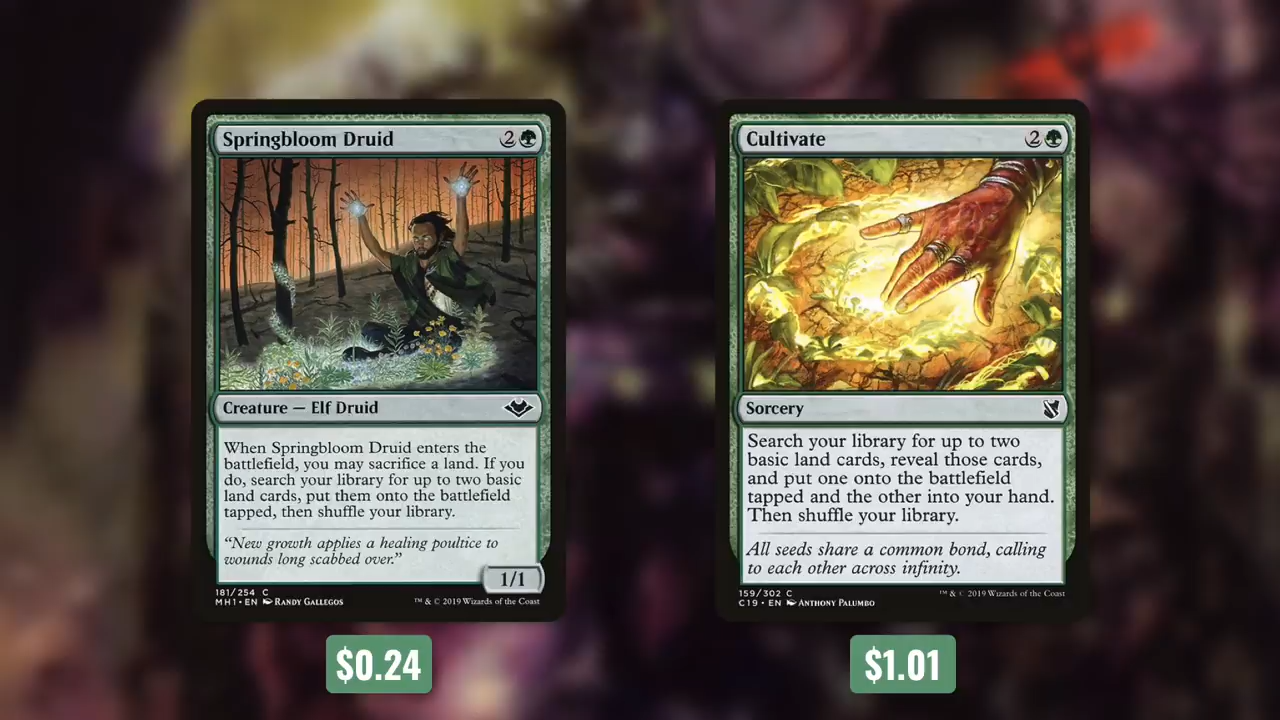 Springbloom Druid 2
Creature — Elf Druid
When Springbloom Druid enters the
battlefield, you may sacrifice a land. If you
do, search your library for up to two basic
land cards, put them onto the battlefield
tapped, then shuffle your library.
“New growth applies a healing poultice to
wounds long scabbed over.”
1/1
181/254 C
MH1 • EN Randy Gallegos
™ & © 2019 Wizards of the Coast
$0.24
Cultivate 2
Sorcery
Search your library for up to two
basic land cards, reveal those cards,
and put one onto the battlefield
tapped and the other into your hand.
Then shuffle your library.
All seeds share a common bond, calling
to each other across infinity.
159/302 C
C19 • EN Anthony Palumbo
™ & © 2019 Wizards of the Coast
$1.01